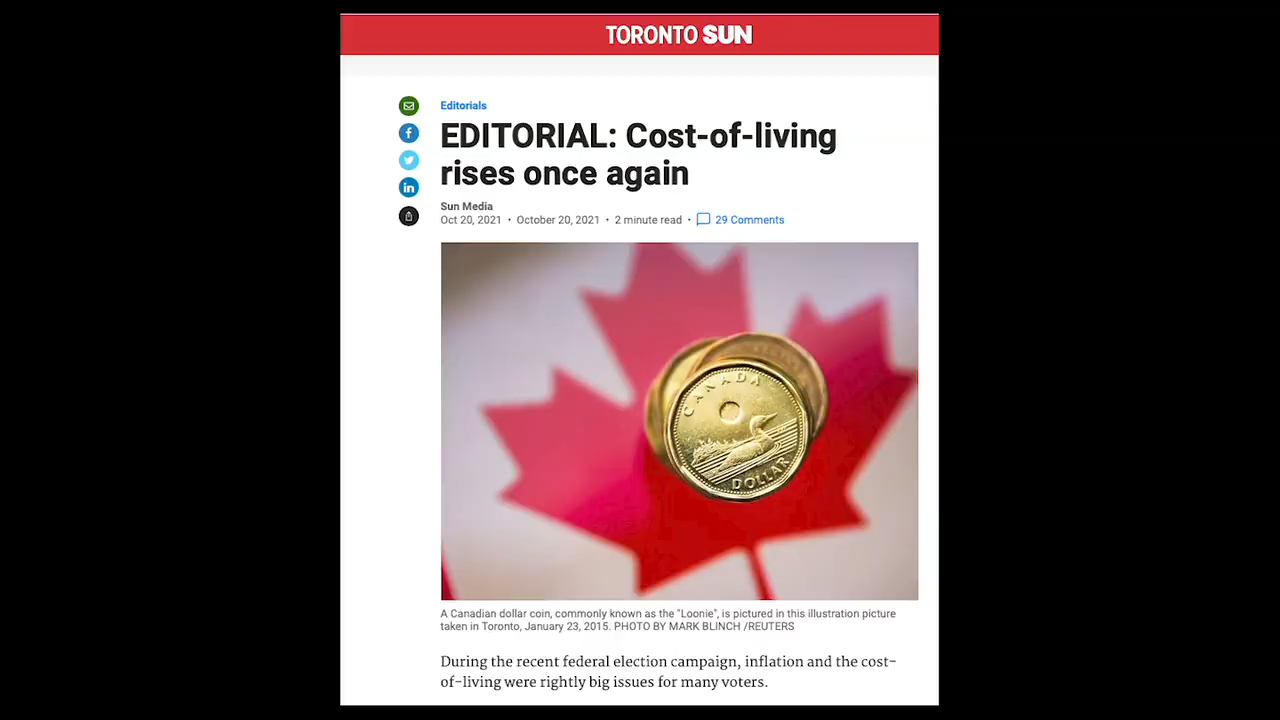 TORONTO SUN
Editorials
EDITORIAL: Cost-of-living
rises once again
Sun Media
Oct 20, 2021 • October 20, 2021 • 2 minute read • 29 Comments
CANADA
DOLLAR
A Canadian dollar coin, commonly known as the "Loonie", is pictured in this illustration picture
taken in Toronto, January 23, 2015. PHOTO BY MARK BLINCH /REUTERS
During the recent federal election campaign, inflation and the cost-
of-living were rightly big issues for many voters.